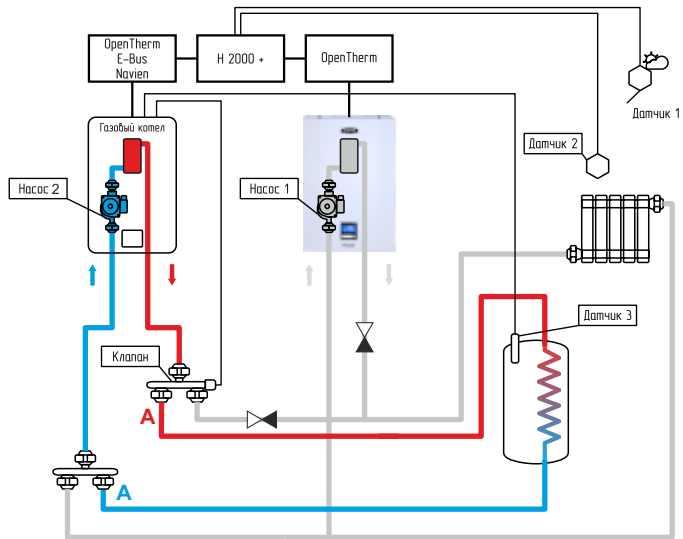 OpenTherm
E-Bus
Navien
H 2000 +
OpenTherm
Датчик 1
Газовый котел
Датчик 2
Насос 2
Насос 1
Датчик 3
Клапан
А
А